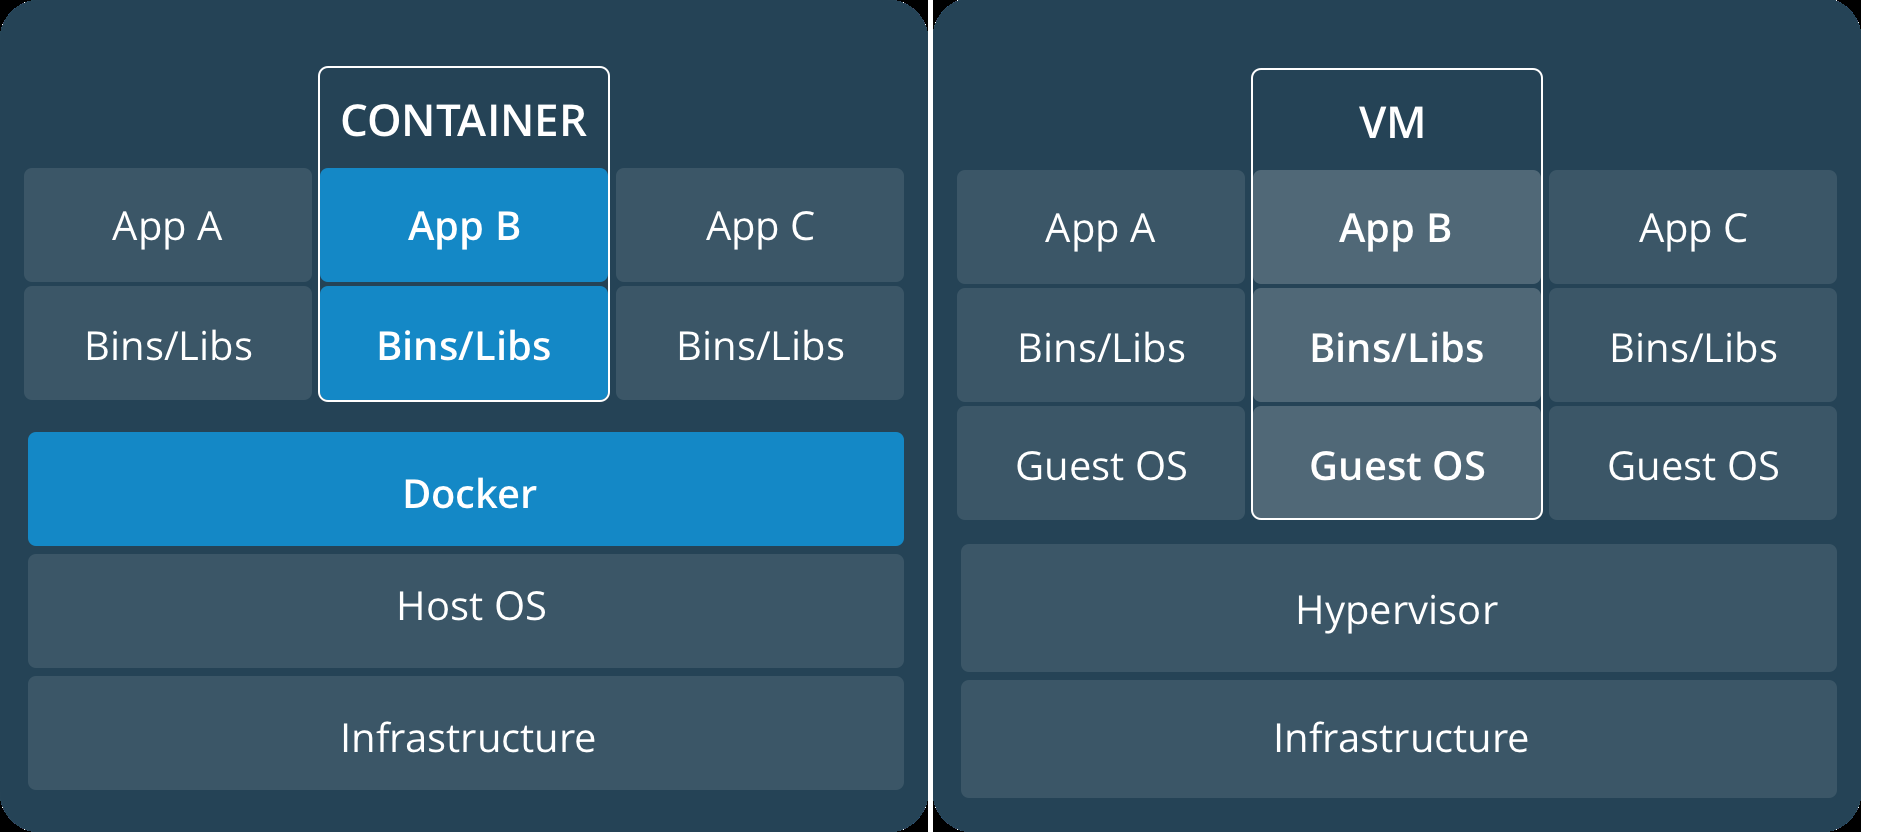 CONTAINER
App A
App B
App C
Bins/Libs
Bins/Libs
Bins/Libs
Docker
Host OS
Infrastructure
VM
App A
App B
App C
Bins/Libs
Bins/Libs
Bins/Libs
Guest OS
Guest OS
Guest OS
Hypervisor
Infrastructure